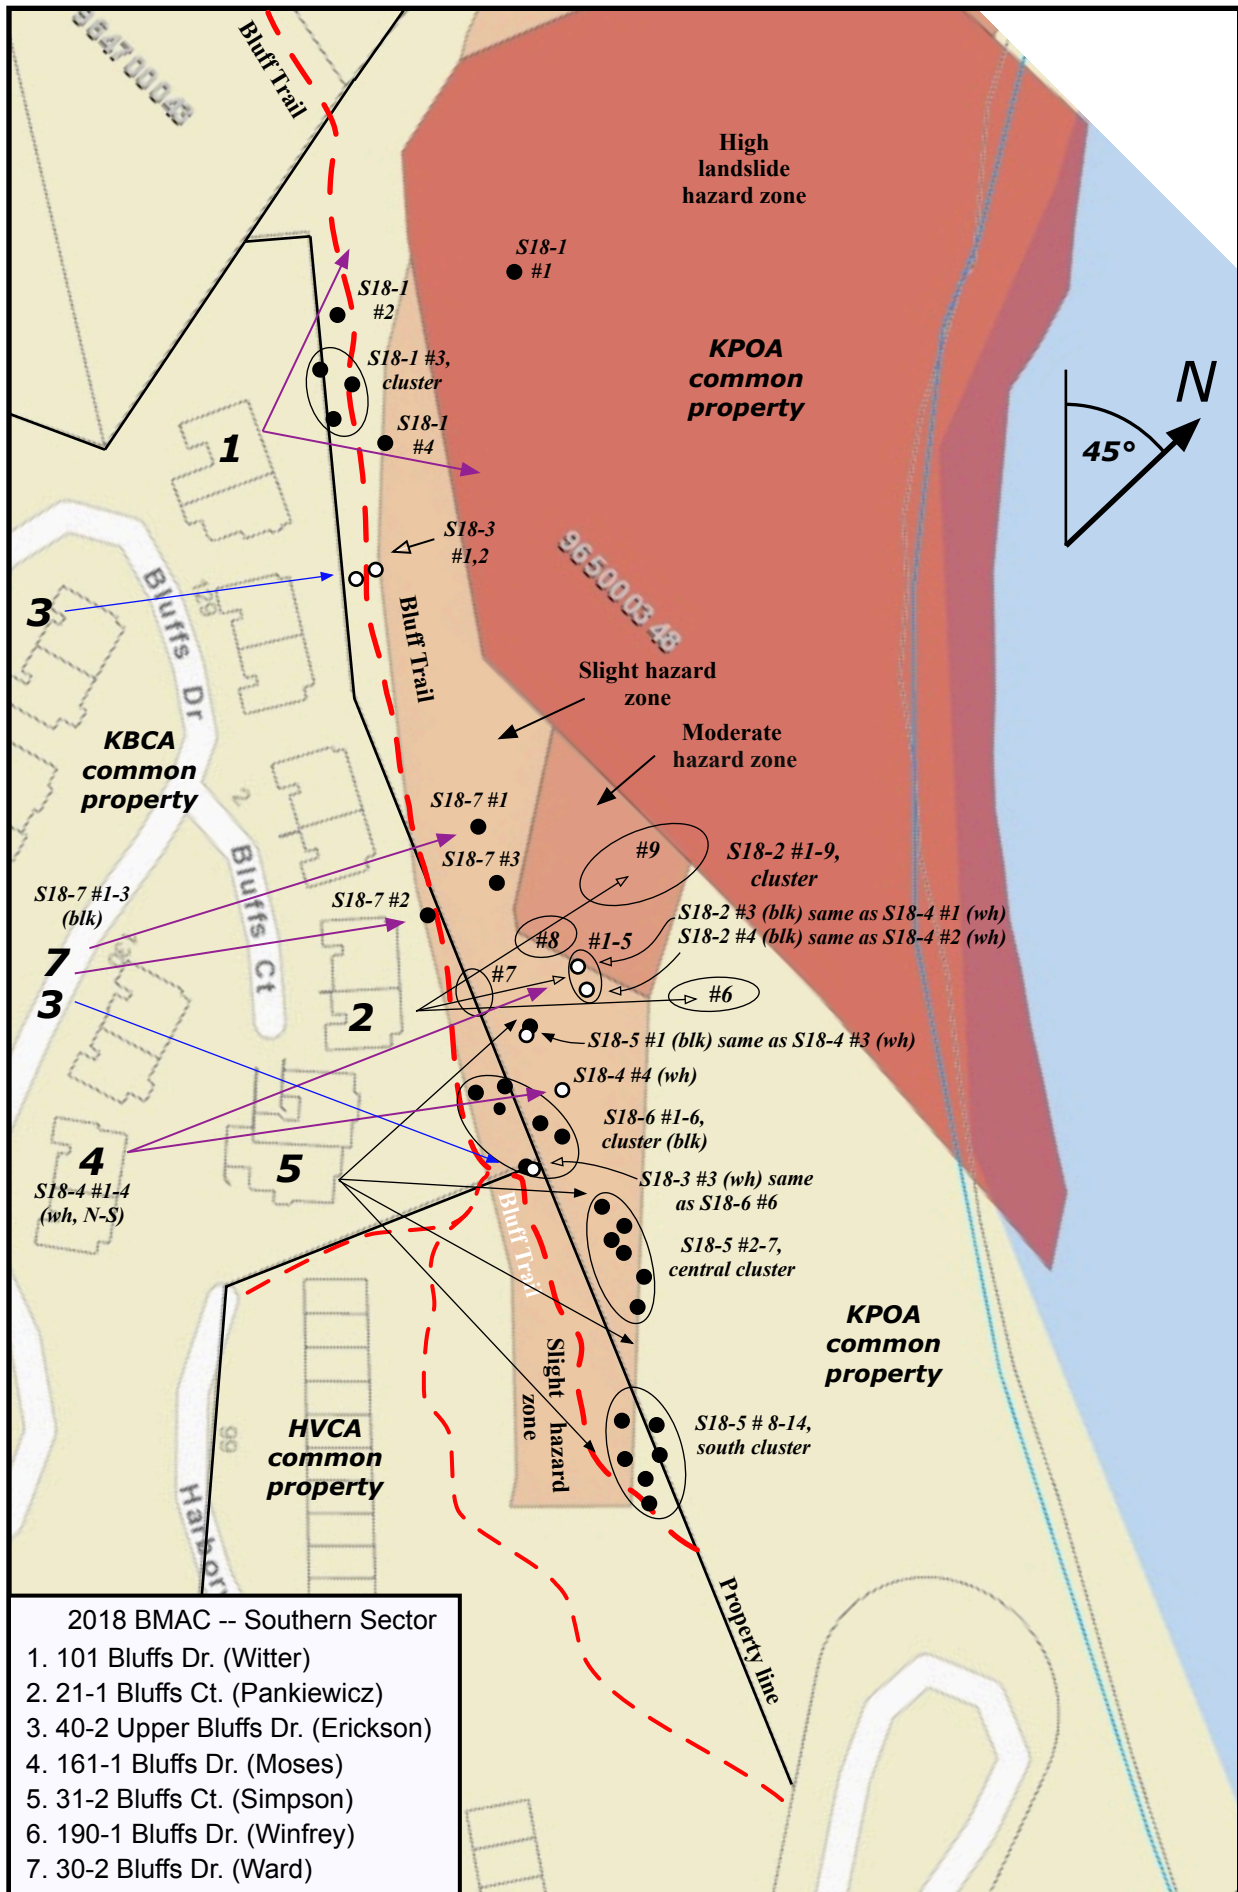 964700043
Bluff Trail
High
landslide
hazard zone
S18-1
#1
S18-1
#2
KPOA
common
property
N
45°
S18-1 #3,
cluster
S18-1
#4
1
S18-3
#1,2
965000348
3
129
Bluffs Dr
Bluff Trail
Slight hazard
zone
Moderate
hazard zone
KBCA
common
property
2
Bluffs Ct
S18-7 #1
S18-7 #3
S18-7 #2
#9
S18-2 #1-9,
cluster
S18-7 #1-3
(blk)
7
3
S18-2 #3 (blk) same as S18-4 #1 (wh)
S18-2 #4 (blk) same as S18-4 #2 (wh)
#8
#1-5
#7
#6
2
S18-5 #1 (blk) same as S18-4 #3 (wh)
S18-4 #4 (wh)
S18-6 #1-6,
cluster (blk)
4
S18-4 #1-4
(wh, N-S)
5
S18-3 #3 (wh) same
as S18-6 #6
Bluff Trail
S18-5 #2-7,
central cluster
KPOA
common
property
Slight hazard
zone
HVCA
common
property
99
S18-5 # 8-14,
south cluster
Harbor
Property line
2018 BMAC -- Southern Sector
1. 101 Bluffs Dr. (Witter)
2. 21-1 Bluffs Ct. (Pankiewicz)
3. 40-2 Upper Bluffs Dr. (Erickson)
4. 161-1 Bluffs Dr. (Moses)
5. 31-2 Bluffs Ct. (Simpson)
6. 190-1 Bluffs Dr. (Winfrey)
7. 30-2 Bluffs Dr. (Ward)